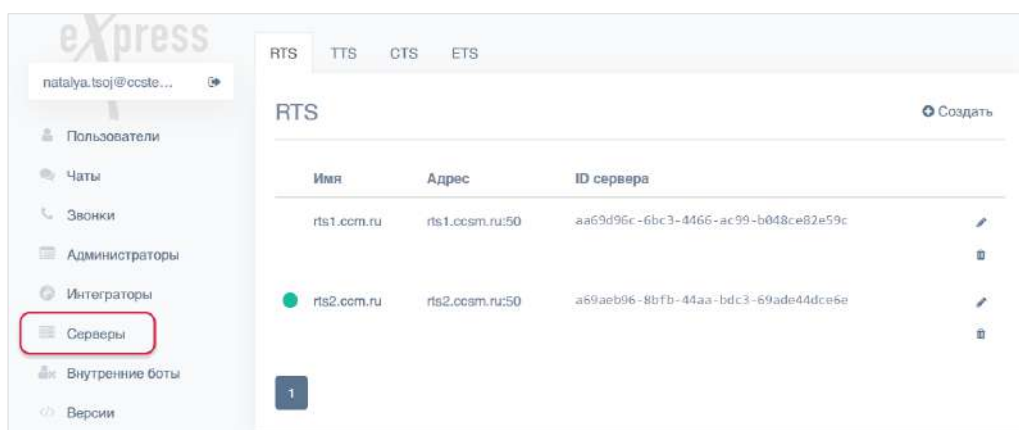 eXpress
natalya.tsoj@ccste...
Пользователи
Чаты
Звонки
Администраторы
Интеграторы
Серверы
Внутренние боты
Версии
RTS TTS CTS ETS
RTS
Создать
Имя Адрес ID сервера
rts1.ccm.ru rts1.ccsm.ru:50 aa69d96c-6bc3-4466-ac99-b048ce82e59c
rts2.ccm.ru rts2.ccsm.ru:50 a69aeb96-8bfb-44aa-bdc3-69ade44dce6e
1